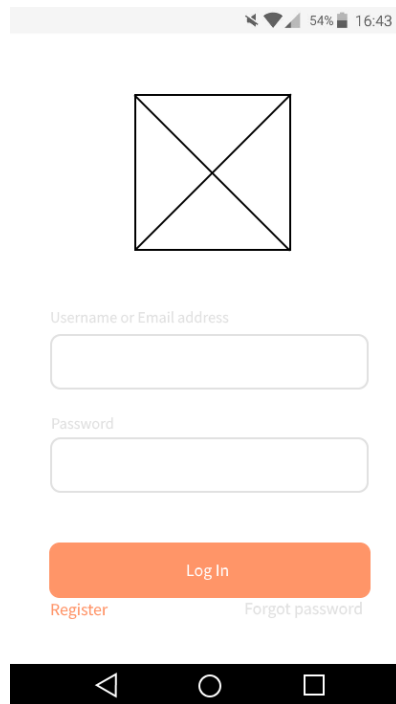 54% 16:43
Username or Email address
Password
Log In
Register Forgot password